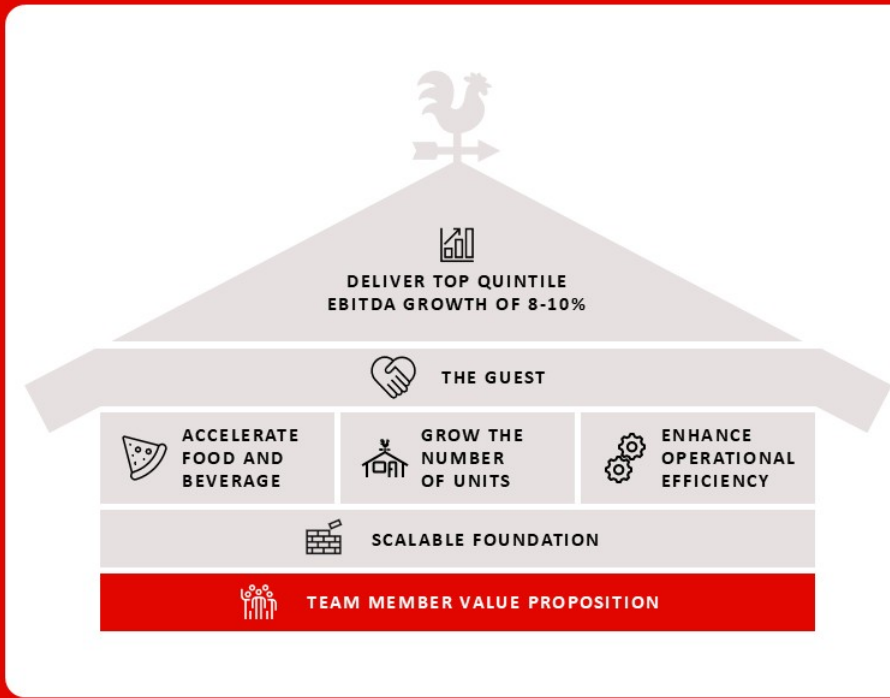 DELIVER TOP QUINTILE
EBITDA GROWTH OF 8-10%
THE GUEST
ACCELERATE
FOOD AND
BEVERAGE
GROW THE
NUMBER
OF UNITS
ENHANCE
OPERATIONAL
EFFICIENCY
SCALABLE FOUNDATION
TEAM MEMBER VALUE PROPOSITION